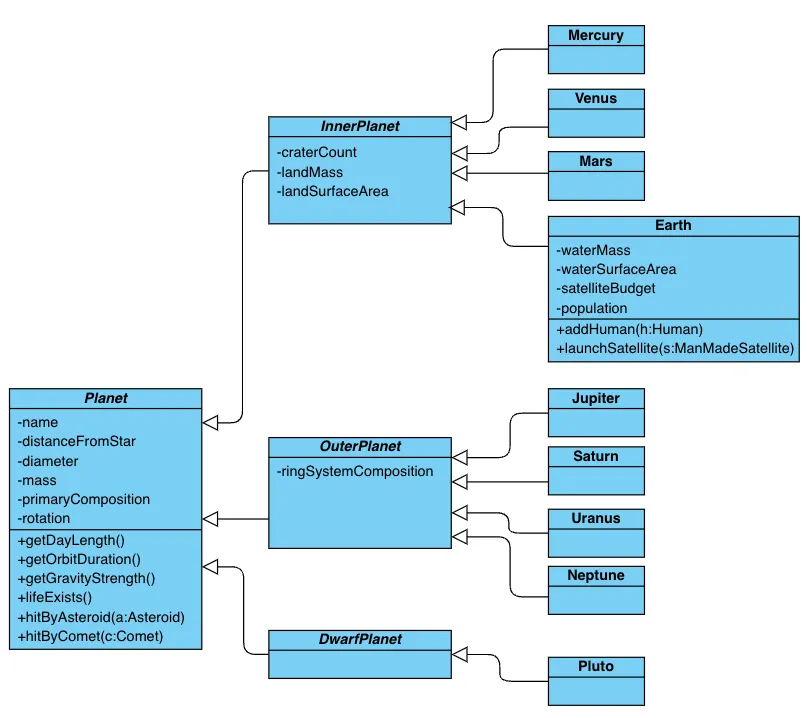 Mercury
Venus
InnerPlanet
-craterCount
-landMass
-landSurfaceArea
Mars
Earth
-waterMass
-waterSurfaceArea
-satelliteBudget
-population
+addHuman(h:Human)
+launchSatellite(s:ManMadeSatellite)
Planet
-name
-distanceFromStar
-diameter
-mass
-primaryComposition
-rotation
+getDayLength()
+getOrbitDuration()
+getGravityStrength()
+lifeExists()
+hitByAsteroid(a:Asteroid)
+hitByComet(c:Comet)
OuterPlanet
-ringSystemComposition
Jupiter
Saturn
Uranus
Neptune
DwarfPlanet
Pluto